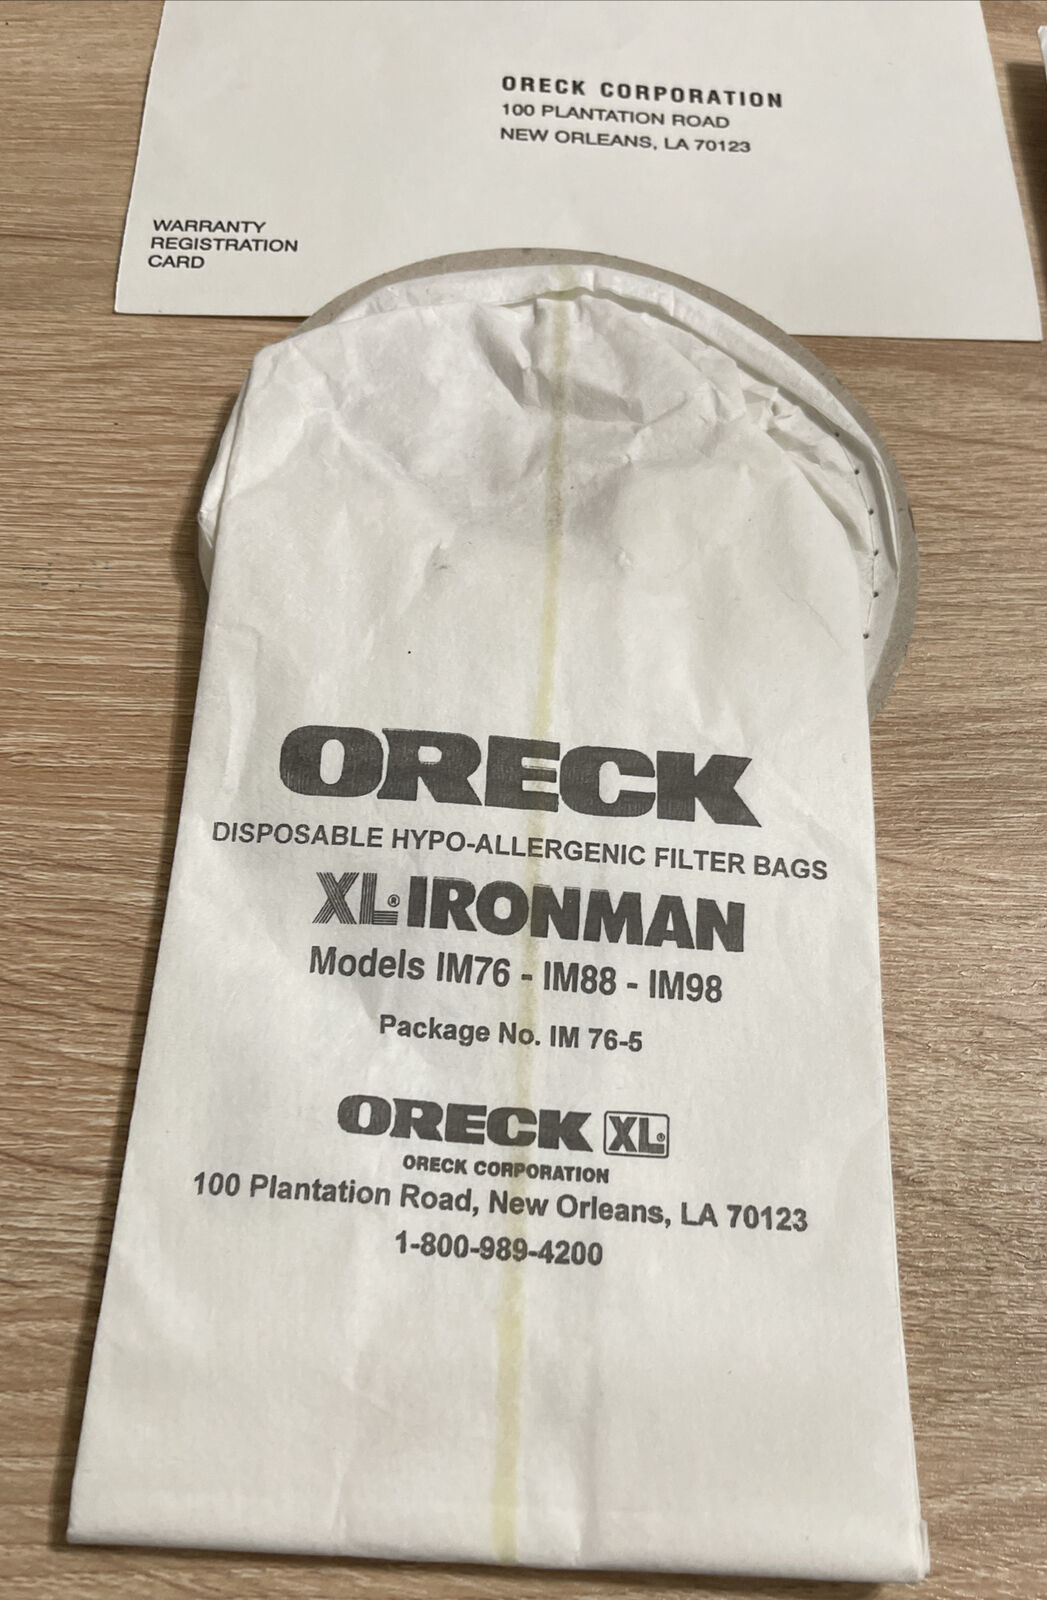 ORECK CORPORATION
100 PLANTATION ROAD
NEW ORLEANS, LA 70123
WARRANTY
REGISTRATION
CARD
ORECK
DISPOSABLE HYPO-ALLERGENIC FILTER BAGS
XL® IRONMAN
Models IM76 - IM88 - IM98
Package No. IM 76-5
ORECK XL®
ORECK CORPORATION
100 Plantation Road, New Orleans, LA 70123
1-800-989-4200